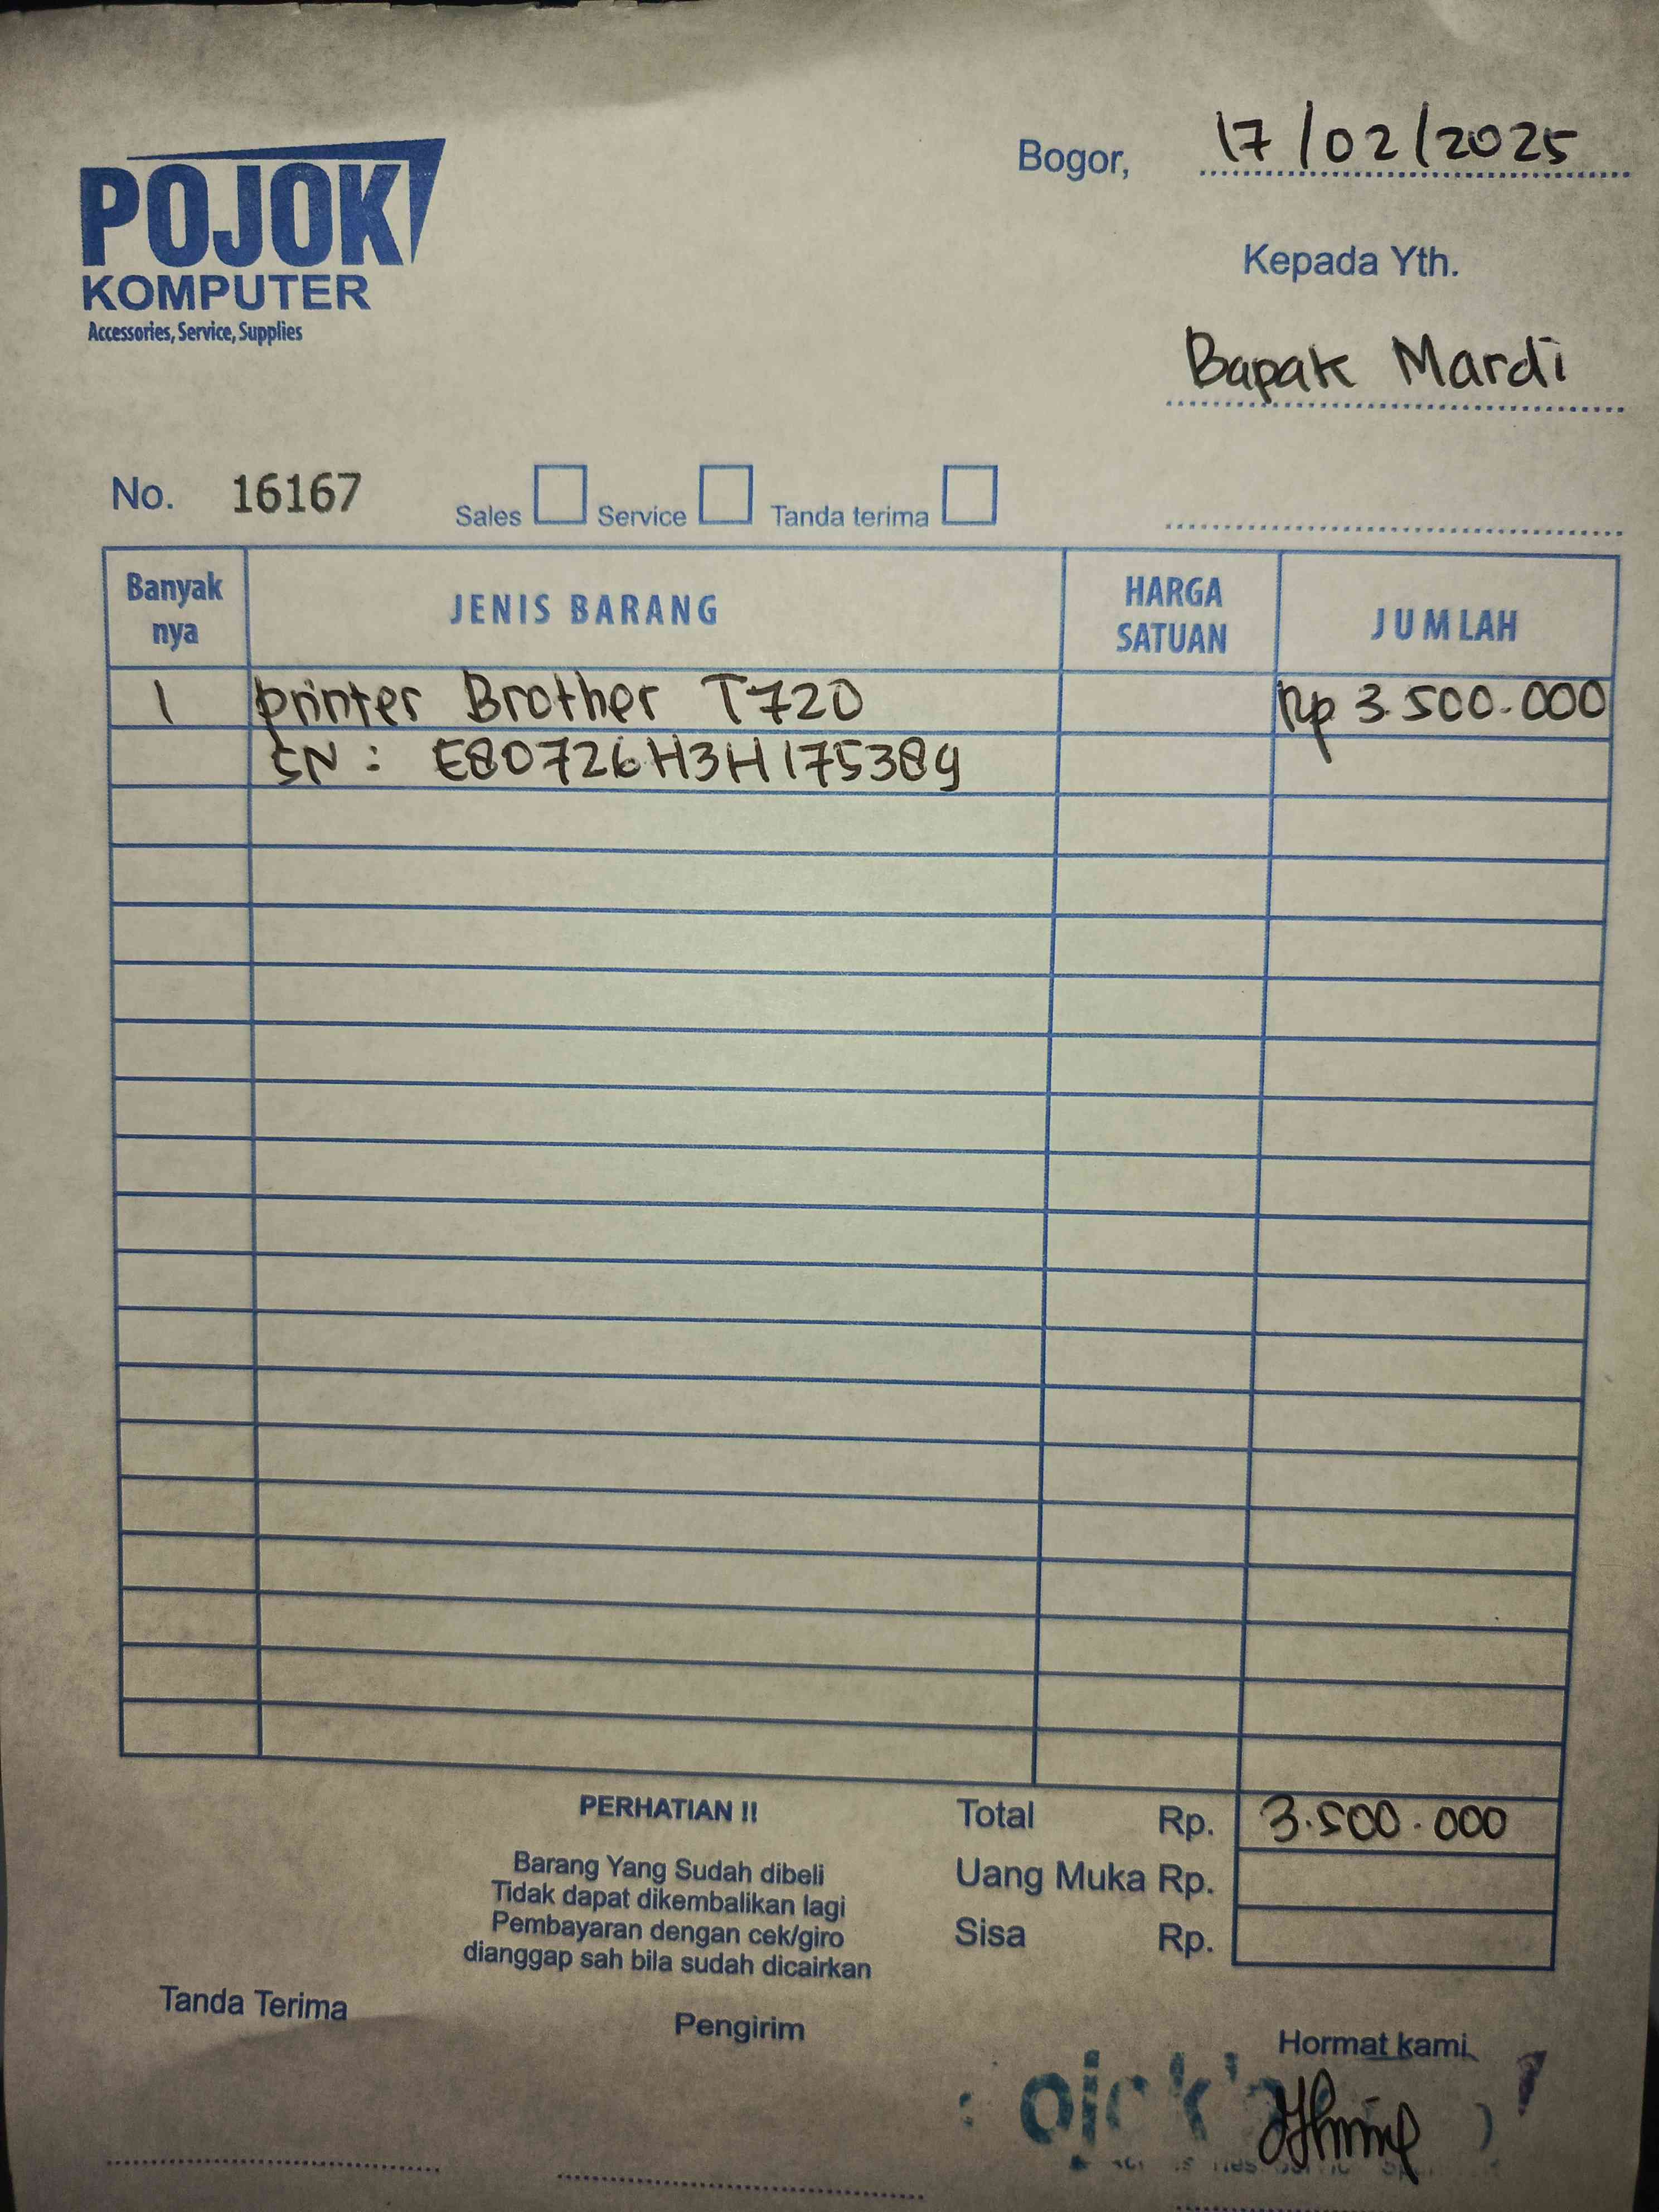 POJOK
KOMPUTER
Accessories, Service, Supplies
Bogor, 17/02/2025
Kepada Yth.
Bapak Mardi
No. 16167 Sales Service Tanda terima
Banyak nya JENIS BARANG HARGA SATUAN JUMLAH
1 printer Brother T720 Rp 3.500.000
SN : E80726H3H175389
PERHATIAN !!
Barang Yang Sudah dibeli
Tidak dapat dikembalikan lagi
Pembayaran dengan cek/giro
dianggap sah bila sudah dicairkan
Total Rp. 3.500.000
Uang Muka Rp.
Sisa Rp.
Tanda Terima
Pengirim
Hormat kami